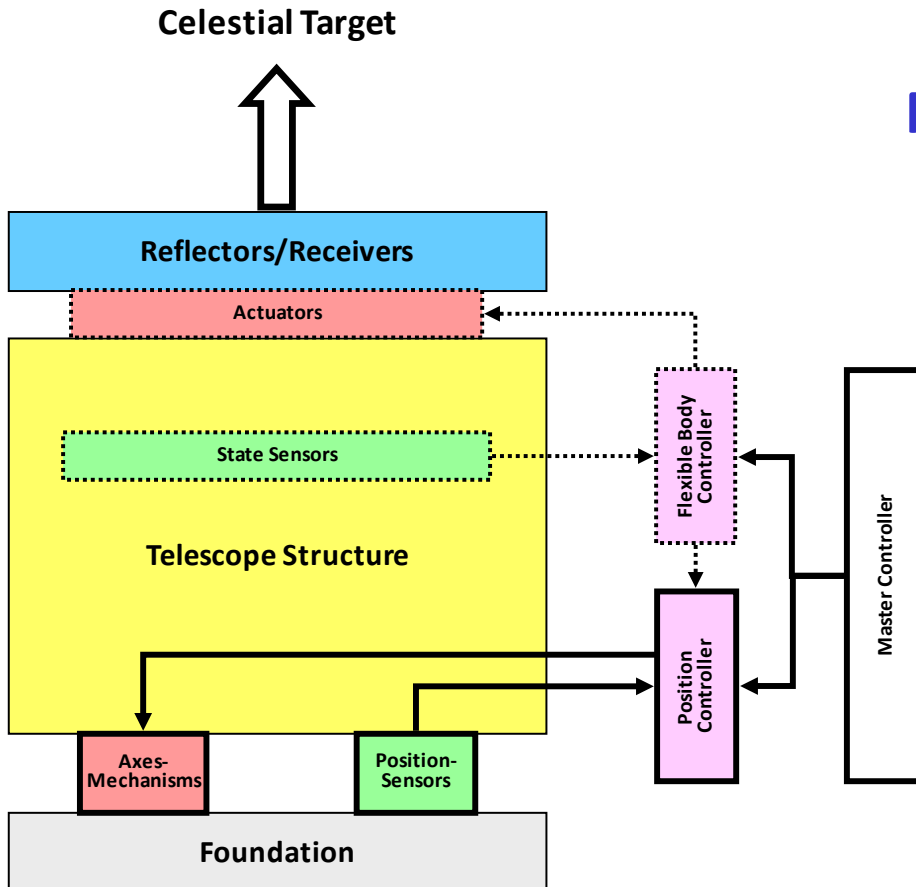 Celestial Target
Reflectors/Receivers
Actuators
State Sensors
Flexible Body
Controller
Telescope Structure
Master Controller
Position
Controller
Axes-
Mechanisms
Position-
Sensors
Foundation